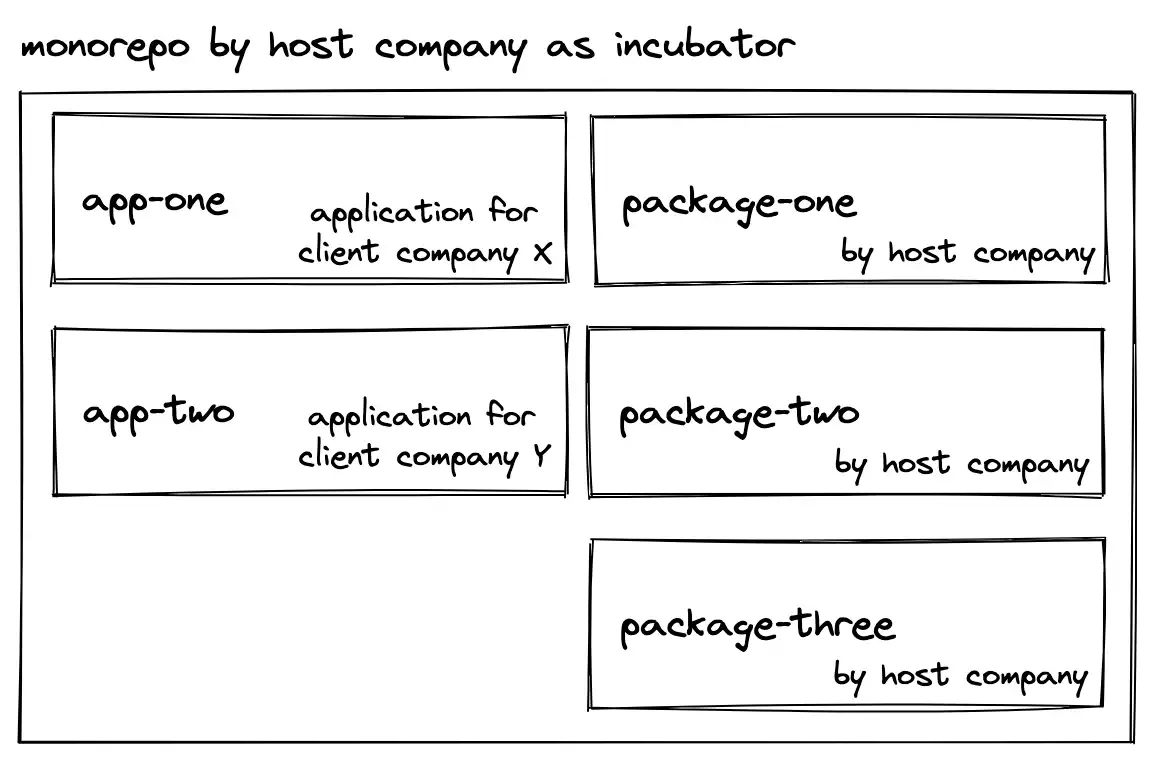 monorepo by host company as incubator
app-one
application for
client company X
package-one
by host company
app-two
application for
client company Y
package-two
by host company
package-three
by host company